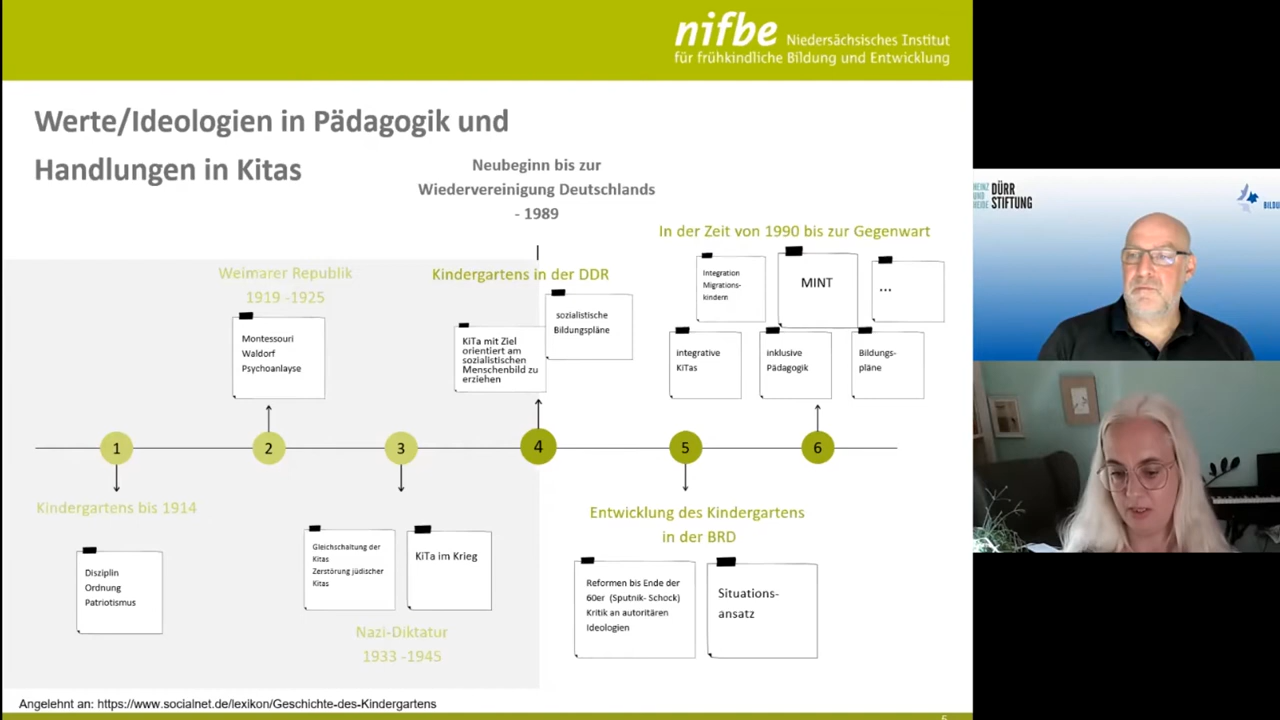 nifbe Niedersächsisches Institut
für frühkindliche Bildung und Entwicklung
Werte/Ideologien in Pädagogik und
Handlungen in Kitas
Neubeginn bis zur
Wiedervereinigung Deutschlands
- 1989
In der Zeit von 1990 bis zur Gegenwart
Weimarer Republik
1919 -1925
Kindergartens in der DDR
Montessouri
Waldorf
Psychoanlayse
KiTa mit Ziel
orientiert am
sozialistischen
Menschenbild zu
erziehen
sozialistische
Bildungspläne
Integration
Migrations-
kindern
MINT
...
integrative
KiTas
inklusive
Pädagogik
Bildungs-
pläne
1
2
3
4
5
6
Kindergartens bis 1914
Disziplin
Ordnung
Patriotismus
Gleichschaltung der
Kitas
Zerstörung jüdischer
Kitas
KiTa im Krieg
Nazi-Diktatur
1933 -1945
Entwicklung des Kindergartens
in der BRD
Reformen bis Ende der
60er (Sputnik- Schock)
Kritik an autoritären
Ideologien
Situations-
ansatz
Angelehnt an: https://www.socialnet.de/lexikon/Geschichte-des-Kindergartens
HEINZ
UND
HEIDE
DÜRR
STIFTUNG
BILDU